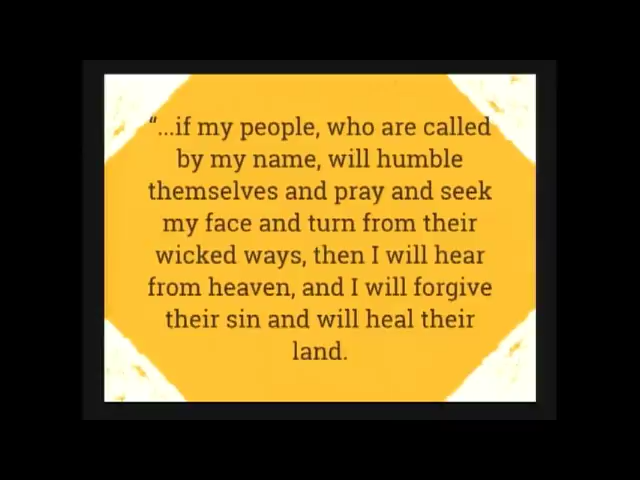 “...if my people, who are called
by my name, will humble
themselves and pray and seek
my face and turn from their
wicked ways, then I will hear
from heaven, and I will forgive
their sin and will heal their
land.